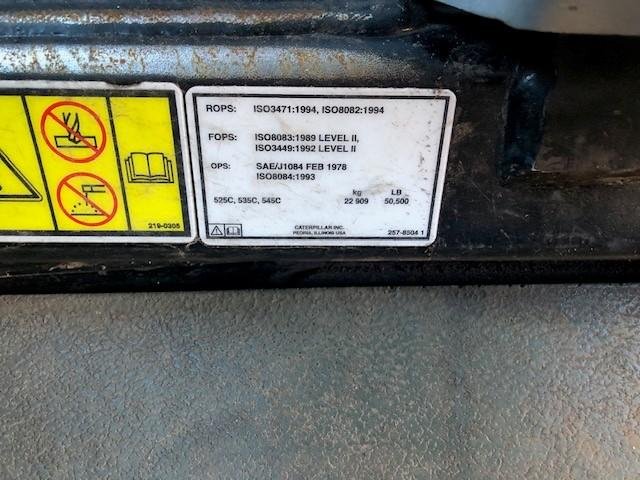 ROPS: ISO3471:1994, ISO8082:1994
FOPS: ISO8083:1989 LEVEL II,
ISO3449:1992 LEVEL II
OPS: SAE/J1084 FEB 1978
ISO8084:1993
kg LB
525C, 535C, 545C 22 909 50,500
CATERPILLAR INC.
PEORIA, ILLINOIS USA
257-8504 1
219-0305